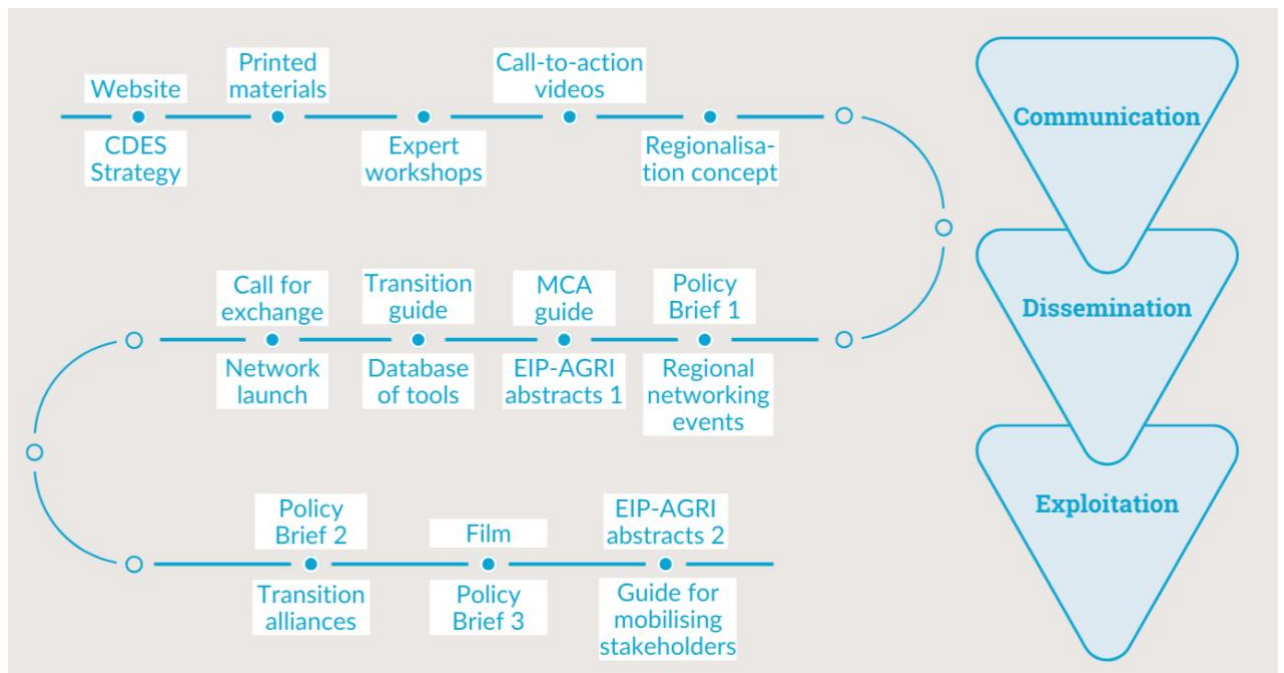 Website
CDES
Strategy
Printed
materials
Expert
workshops
Call-to-action
videos
Regionalisa-
tion concept
Communication
Call for
exchange
Network
launch
Transition
guide
Database
of tools
MCA
guide
EIP-AGRI
abstracts 1
Policy
Brief 1
Regional
networking
events
Dissemination
Policy
Brief 2
Transition
alliances
Film
Policy
Brief 3
EIP-AGRI
abstracts 2
Guide for
mobilising
stakeholders
Exploitation